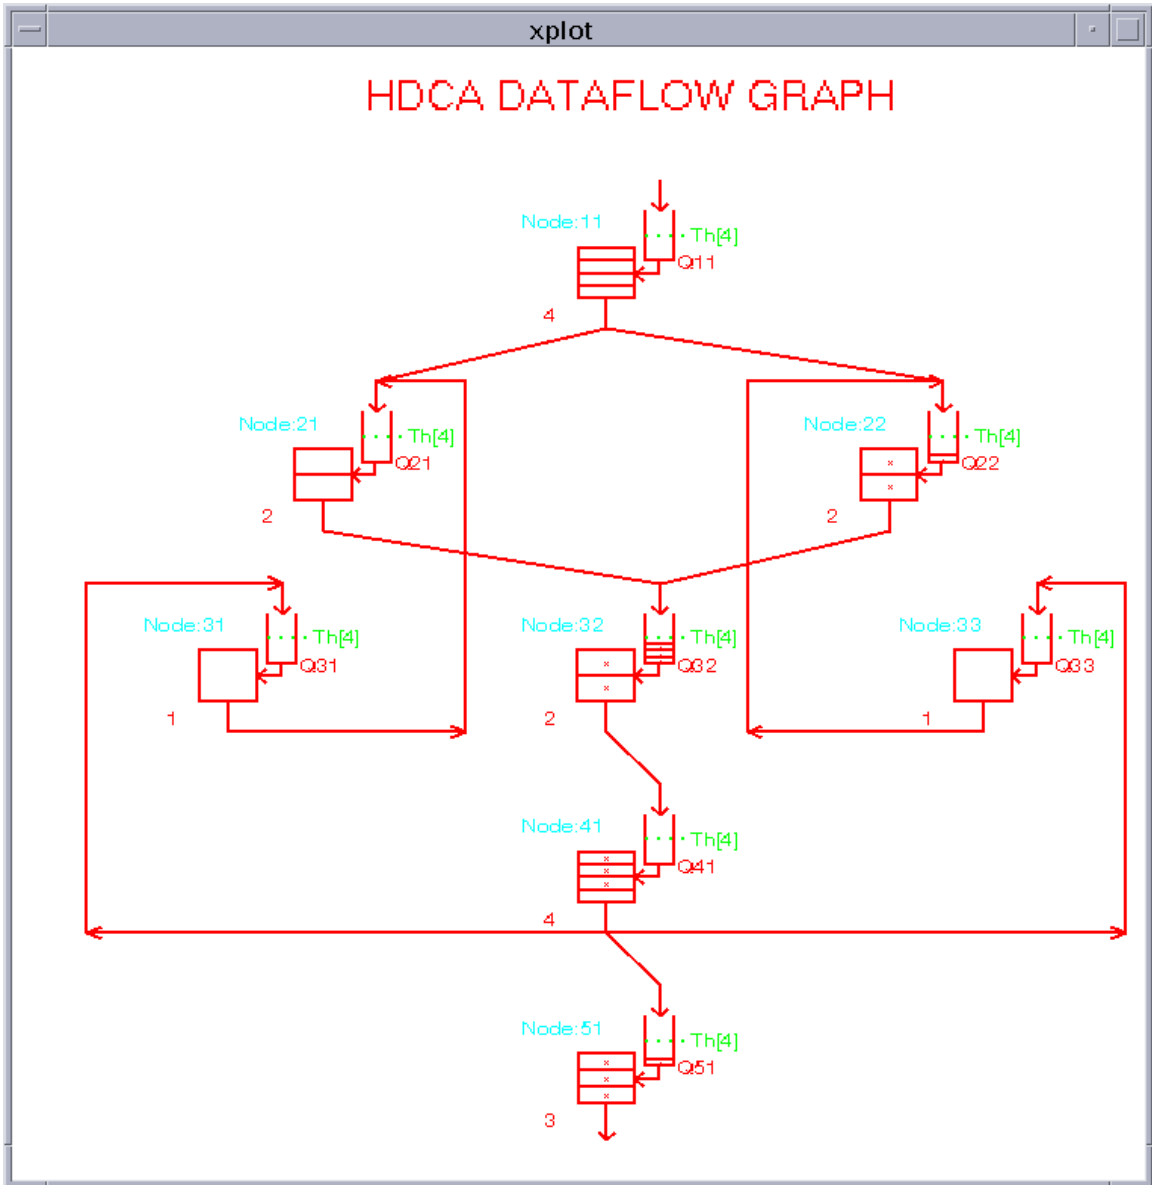 xplot
HDCA DATAFLOW GRAPH
Node:11
Th[4]
Q11
4
Node:21
Th[4]
Q21
2
Node:22
Th[4]
Q22
2
Node:31
Th[4]
Q31
1
Node:32
Th[4]
Q32
2
Node:33
Th[4]
Q33
1
Node:41
Th[4]
Q41
4
Node:51
Th[4]
Q51
3